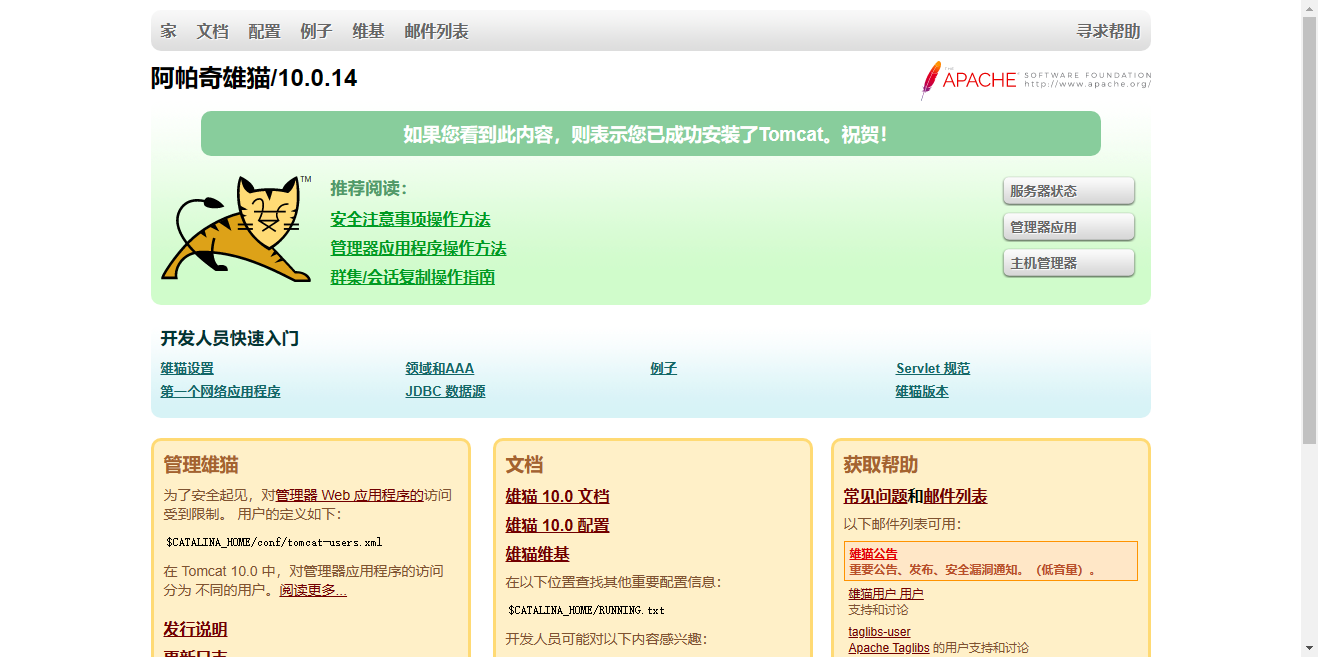 家 文档 配置 例子 维基 邮件列表 寻求帮助
阿帕奇雄猫/10.0.14
THE APACHE SOFTWARE FOUNDATION
http://www.apache.org/
如果您看到此内容，则表示您已成功安装了Tomcat。祝贺！
TM
推荐阅读：
安全注意事项操作方法
管理器应用程序操作方法
群集/会话复制操作指南
服务器状态
管理器应用
主机管理器
开发人员快速入门
雄猫设置 领域和AAA 例子 Servlet 规范
第一个网络应用程序 JDBC 数据源 雄猫版本
管理雄猫
为了安全起见，对管理器 Web 应用程序的访问
受到限制。 用户的定义如下：
$CATALINA_HOME/conf/tomcat-users.xml
在 Tomcat 10.0 中，对管理器应用程序的访问
分为 不同的用户。阅读更多...
发行说明
更新日志
文档
雄猫 10.0 文档
雄猫 10.0 配置
雄猫维基
在以下位置查找其他重要配置信息：
$CATALINA_HOME/RUNNING.txt
开发人员可能对以下内容感兴趣：
获取帮助
常见问题和邮件列表
以下邮件列表可用：
雄猫公告
重要公告、发布、安全漏洞通知。（低音量）。
雄猫用户 用户
支持和讨论
taglibs-user
Apache Taglibs 的用户支持和讨论